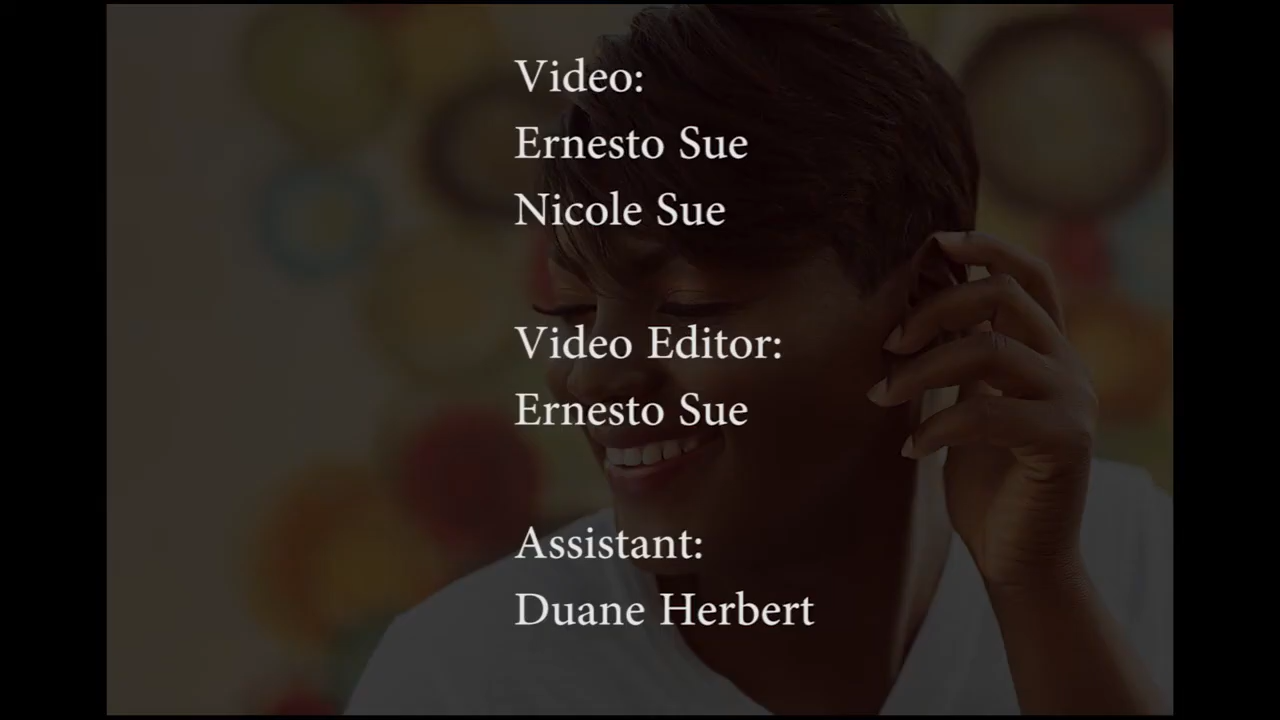 Video:
Ernesto Sue
Nicole Sue
Video Editor:
Ernesto Sue
Assistant:
Duane Herbert